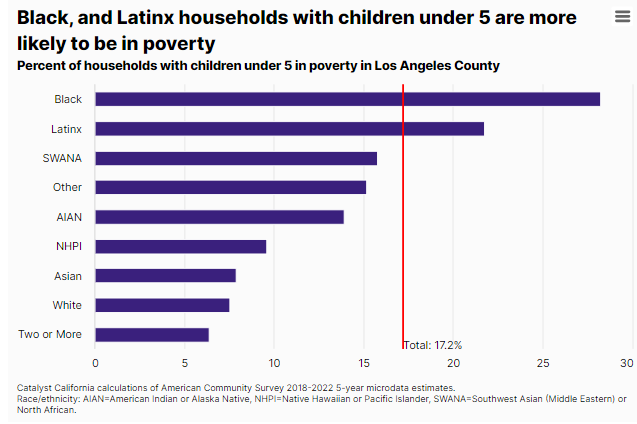 Black, and Latinx households with children under 5 are more
likely to be in poverty
Percent of households with children under 5 in poverty in Los Angeles County
Black
Latinx
SWANA
Other
AIAN
NHPI
Asian
White
Two or More
Total: 17.2%
0 5 10 15 20 25 30
Catalyst California calculations of American Community Survey 2018-2022 5-year microdata estimates.
Race/ethnicity: AIAN=American Indian or Alaska Native, NHPI=Native Hawaiian or Pacific Islander, SWANA=Southwest Asian (Middle Eastern) or
North African.